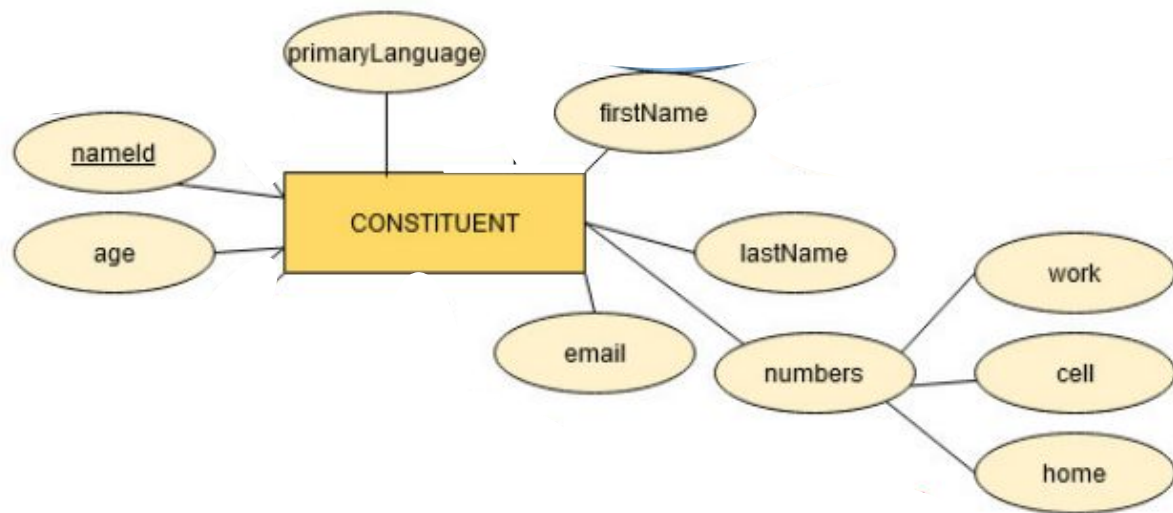 primaryLanguage
firstName
nameId
CONSTITUENT
age
lastName
work
email
numbers
cell
home